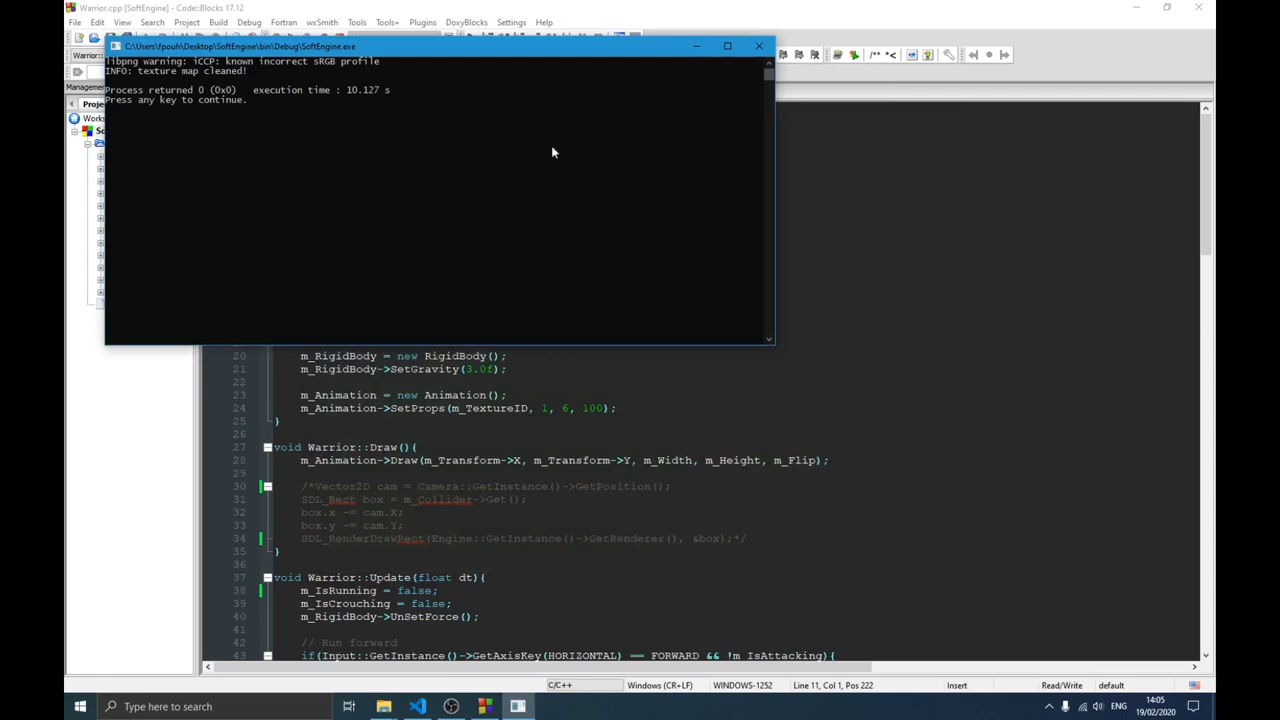 Warrior.cpp [SoftEngine] - Code::Blocks 17.12
File Edit View Search Project Build Debug Fortran wxSmith Tools Tools+ Plugins DoxyBlocks Settings Help
C:\Users\fpouh\Desktop\SoftEngine\bin\Debug\SoftEngine.exe
Warrior::
/** *<
libpng warning: iCCP: known incorrect sRGB profile
INFO: texture map cleaned!
Process returned 0 (0x0)   execution time : 10.127 s
Press any key to continue.
Management
Proje
Works
So
20 m_RigidBody = new RigidBody();
21 m_RigidBody->SetGravity(3.0f);
22
23 m_Animation = new Animation();
24 m_Animation->SetProps(m_TextureID, 1, 6, 100);
25 }
26
27 void Warrior::Draw(){
28 m_Animation->Draw(m_Transform->X, m_Transform->Y, m_Width, m_Height, m_Flip);
29
30 /*Vector2D cam = Camera::GetInstance()->GetPosition();
31 SDL_Rect box = m_Collider->Get();
32 box.x -= cam.X;
33 box.y -= cam.Y;
34 SDL_RenderDrawRect(Engine::GetInstance()->GetRenderer(), &box);*/
35 }
36
37 void Warrior::Update(float dt){
38 m_IsRunning = false;
39 m_IsCrouching = false;
40 m_RigidBody->UnSetForce();
41
42 // Run forward
43 if(Input::GetInstance()->GetAxisKey(HORIZONTAL) == FORWARD && !m_IsAttacking){
C/C++ Windows (CR+LF) WINDOWS-1252 Line 11, Col 1, Pos 222 Insert Read/Write default
Type here to search
ENG
14:05
19/02/2020